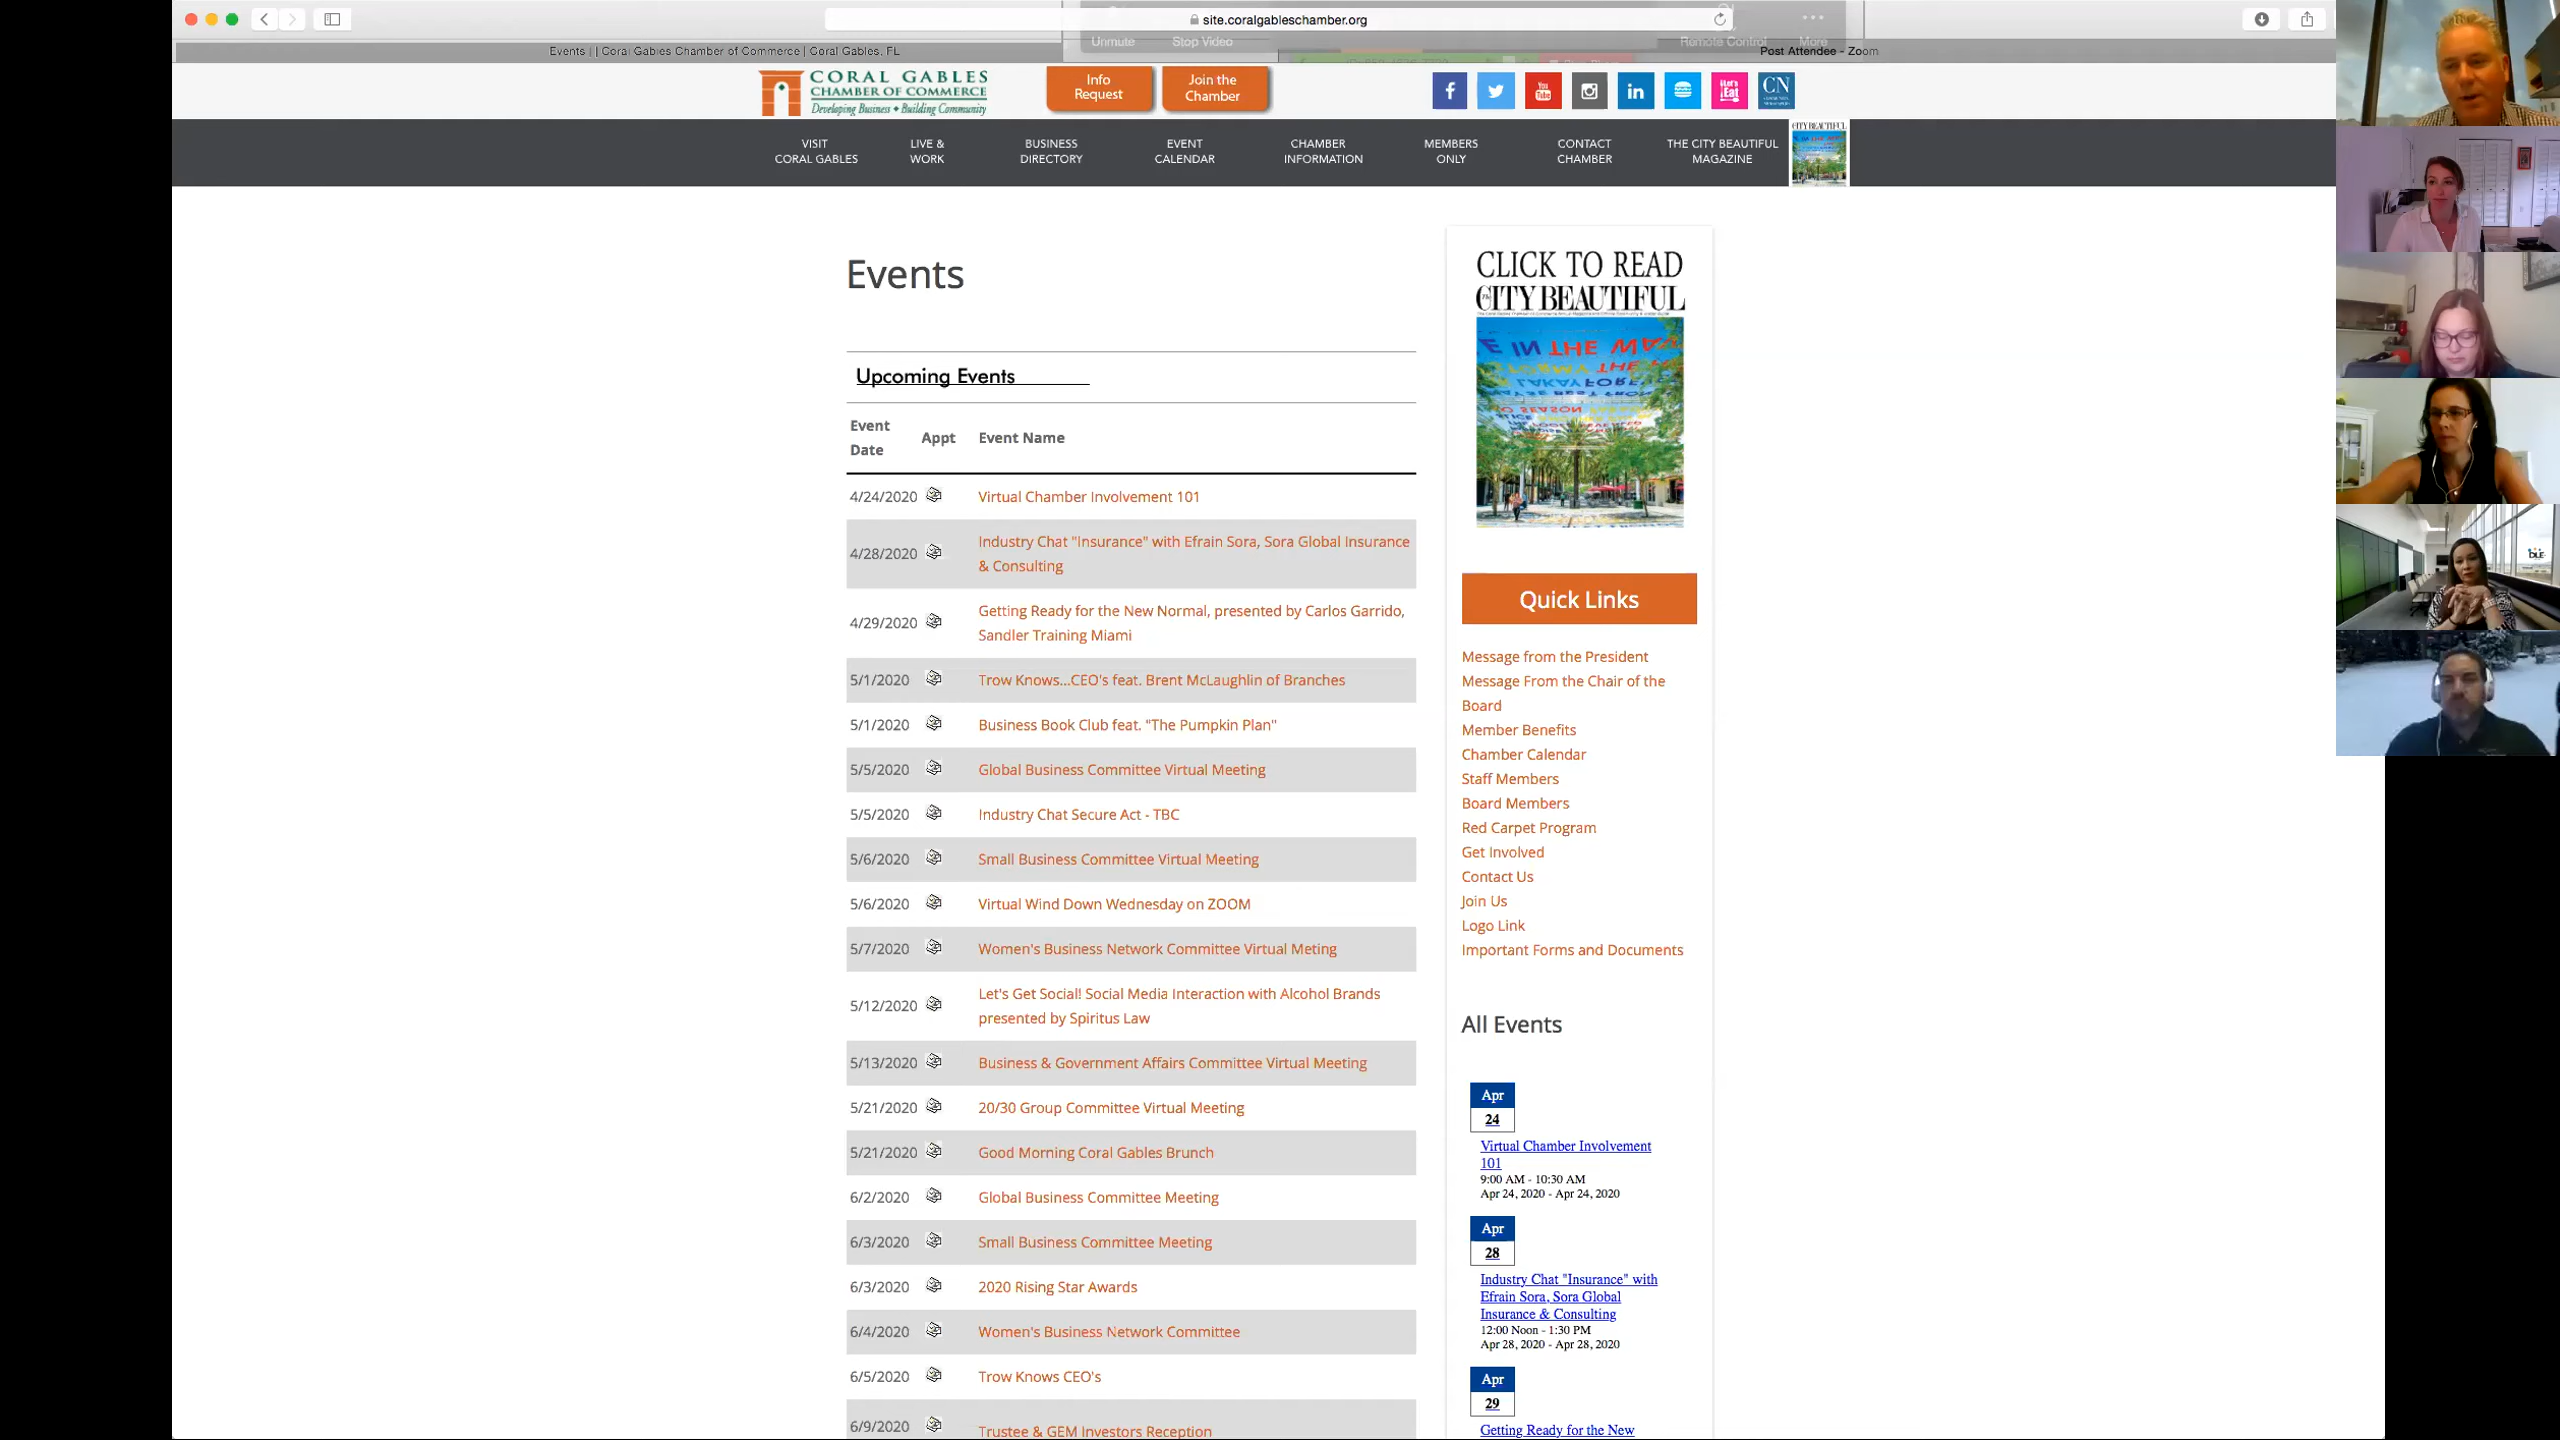 site.coralgableschamber.org
Unmute
Stop Video
Remote Control
More
Events | | Coral Gables Chamber of Commerce | Coral Gables, FL
Post Attendee - Zoom
CORAL GABLES
CHAMBER OF COMMERCE
Developing Business • Building Community
Info
Request
Join the
Chamber
You
Tube
in
Eat
CN
VISIT
CORAL GABLES
LIVE &
WORK
BUSINESS
DIRECTORY
EVENT
CALENDAR
CHAMBER
INFORMATION
MEMBERS
ONLY
CONTACT
CHAMBER
THE CITY BEAUTIFUL
MAGAZINE
CITY BEAUTIFUL
Events
Upcoming Events
Event
Date
Appt
Event Name
4/24/2020 Virtual Chamber Involvement 101
4/28/2020 Industry Chat "Insurance" with Efrain Sora, Sora Global Insurance
& Consulting
4/29/2020 Getting Ready for the New Normal, presented by Carlos Garrido,
Sandler Training Miami
5/1/2020 Trow Knows...CEO's feat. Brent McLaughlin of Branches
5/1/2020 Business Book Club feat. "The Pumpkin Plan"
5/5/2020 Global Business Committee Virtual Meeting
5/5/2020 Industry Chat Secure Act - TBC
5/6/2020 Small Business Committee Virtual Meeting
5/6/2020 Virtual Wind Down Wednesday on ZOOM
5/7/2020 Women's Business Network Committee Virtual Meting
5/12/2020 Let's Get Social! Social Media Interaction with Alcohol Brands
presented by Spiritus Law
5/13/2020 Business & Government Affairs Committee Virtual Meeting
5/21/2020 20/30 Group Committee Virtual Meeting
5/21/2020 Good Morning Coral Gables Brunch
6/2/2020 Global Business Committee Meeting
6/3/2020 Small Business Committee Meeting
6/3/2020 2020 Rising Star Awards
6/4/2020 Women's Business Network Committee
6/5/2020 Trow Knows CEO's
6/9/2020 Trustee & GEM Investors Reception
CLICK TO READ
The CITY BEAUTIFUL
E IN THE WA
Quick Links
Message from the President
Message From the Chair of the
Board
Member Benefits
Chamber Calendar
Staff Members
Board Members
Red Carpet Program
Get Involved
Contact Us
Join Us
Logo Link
Important Forms and Documents
All Events
Apr
24
Virtual Chamber Involvement
101
9:00 AM - 10:30 AM
Apr 24, 2020 - Apr 24, 2020
Apr
28
Industry Chat "Insurance" with
Efrain Sora, Sora Global
Insurance & Consulting
12:00 Noon - 1:30 PM
Apr 28, 2020 - Apr 28, 2020
Apr
29
Getting Ready for the New